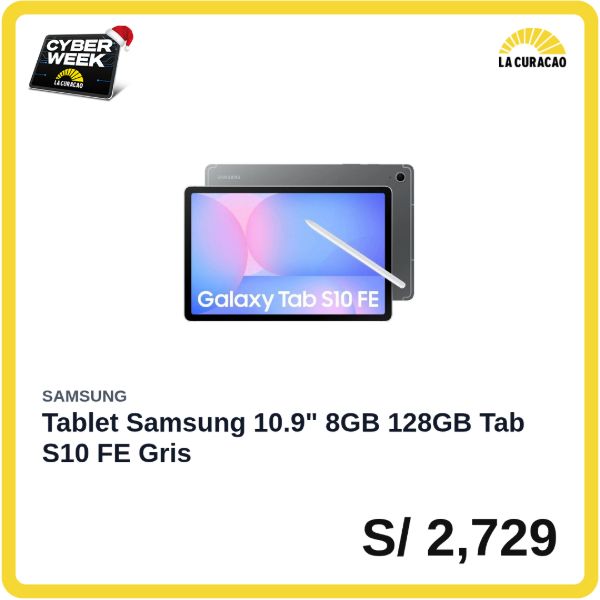 CYBER
WEEK
LA CURACAO
LA CURACAO
SAMSUNG
Galaxy Tab S10 FE
SAMSUNG
Tablet Samsung 10.9" 8GB 128GB Tab
S10 FE Gris
S/ 2,729